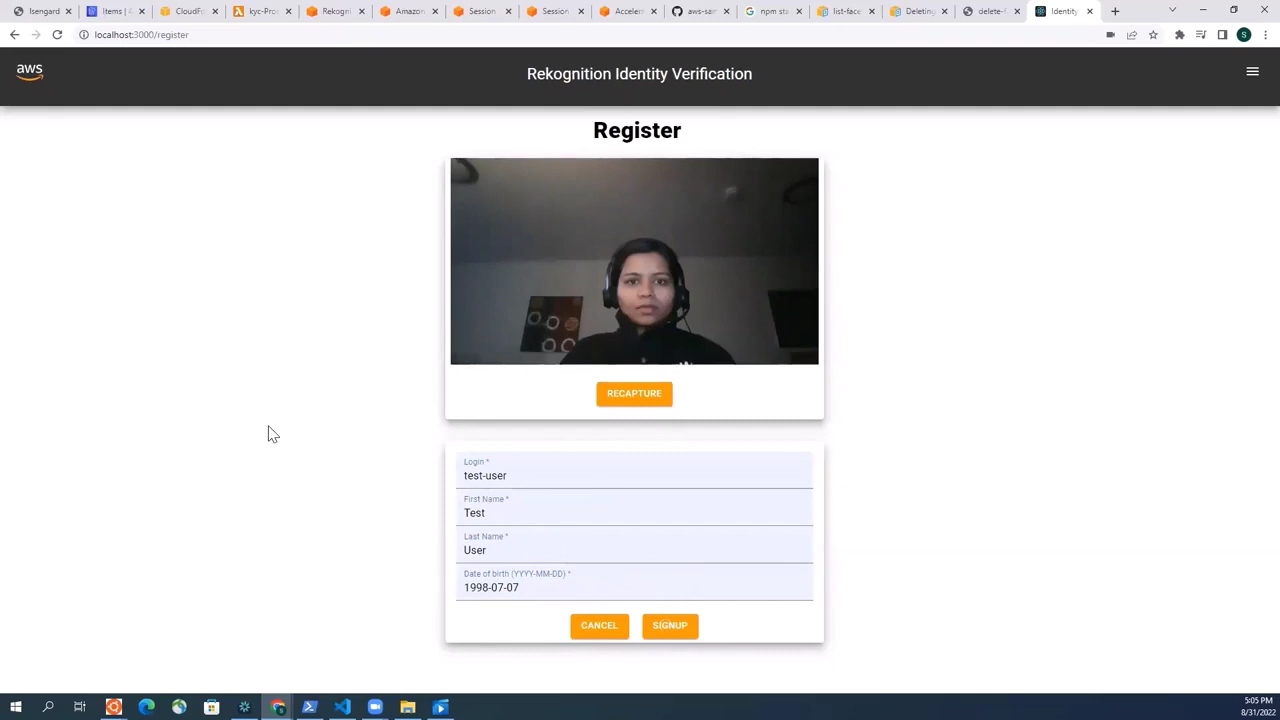 Isengard
Items | A
CloudFo
kyc-Pro
Rekogni
Amazon
Session
Session
Accelera
aws-sam
npm sta
list-face
Deleting
delete-f
Identity
localhost:3000/register
S
aws
Rekognition Identity Verification
Register
RECAPTURE
Login *
test-user
First Name *
Test
Last Name *
User
Date of birth (YYYY-MM-DD) *
1998-07-07
CANCEL
SIGNUP
5:05 PM
8/31/2022